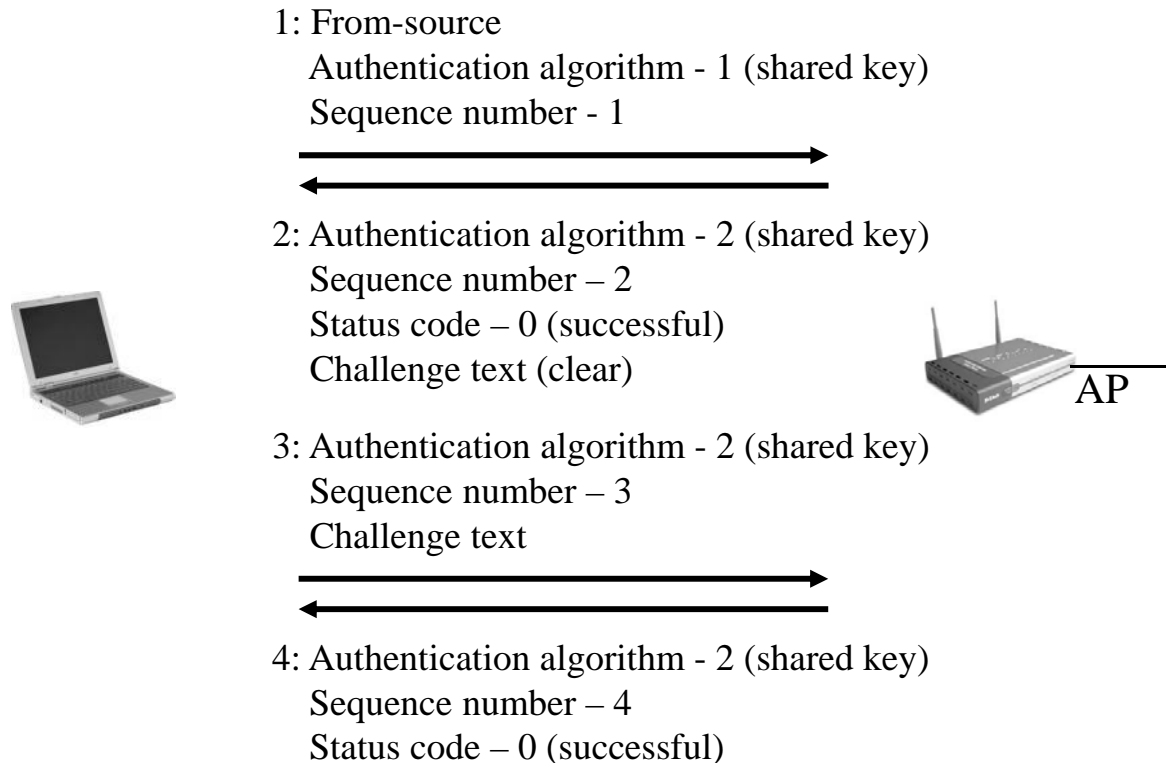 1: From-source
Authentication algorithm - 1 (shared key)
Sequence number - 1
2: Authentication algorithm - 2 (shared key)
Sequence number – 2
Status code – 0 (successful)
Challenge text (clear)
AP
3: Authentication algorithm - 2 (shared key)
Sequence number – 3
Challenge text
4: Authentication algorithm - 2 (shared key)
Sequence number – 4
Status code – 0 (successful)